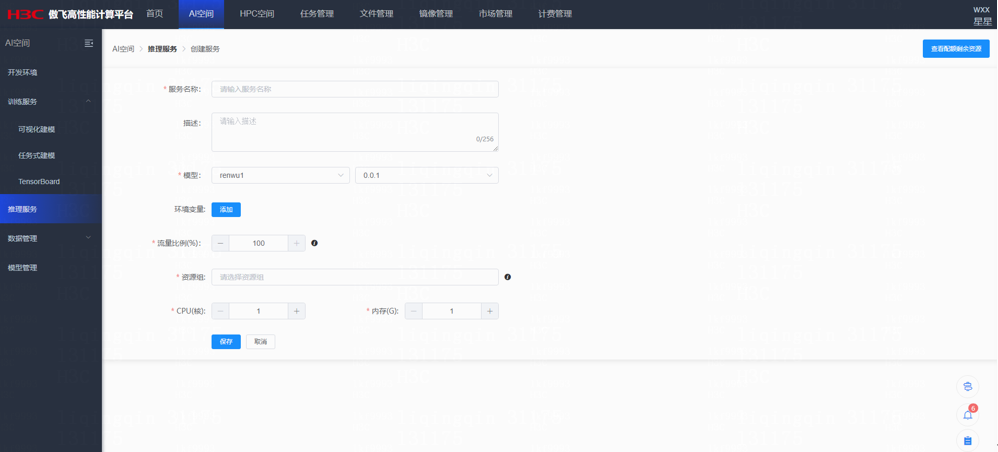 H3C 傲飞高性能计算平台 首页 AI空间 HPC空间 任务管理 文件管理 镜像管理 市场管理 计费管理 WXX 星星
AI空间
开发环境
训练服务
可视化建模
任务式建模
TensorBoard
推理服务
数据管理
模型管理
AI空间 > 推理服务 > 创建服务 查看配额剩余资源
* 服务名称: 请输入服务名称
描述: 请输入描述
0/256
* 模型: renwu1 0.0.1
环境变量: 添加
* 流量比例(%): − 100 +
* 资源组: 请选择资源组
* CPU(核): − 1 + * 内存(G): − 1 +
保存 取消
6